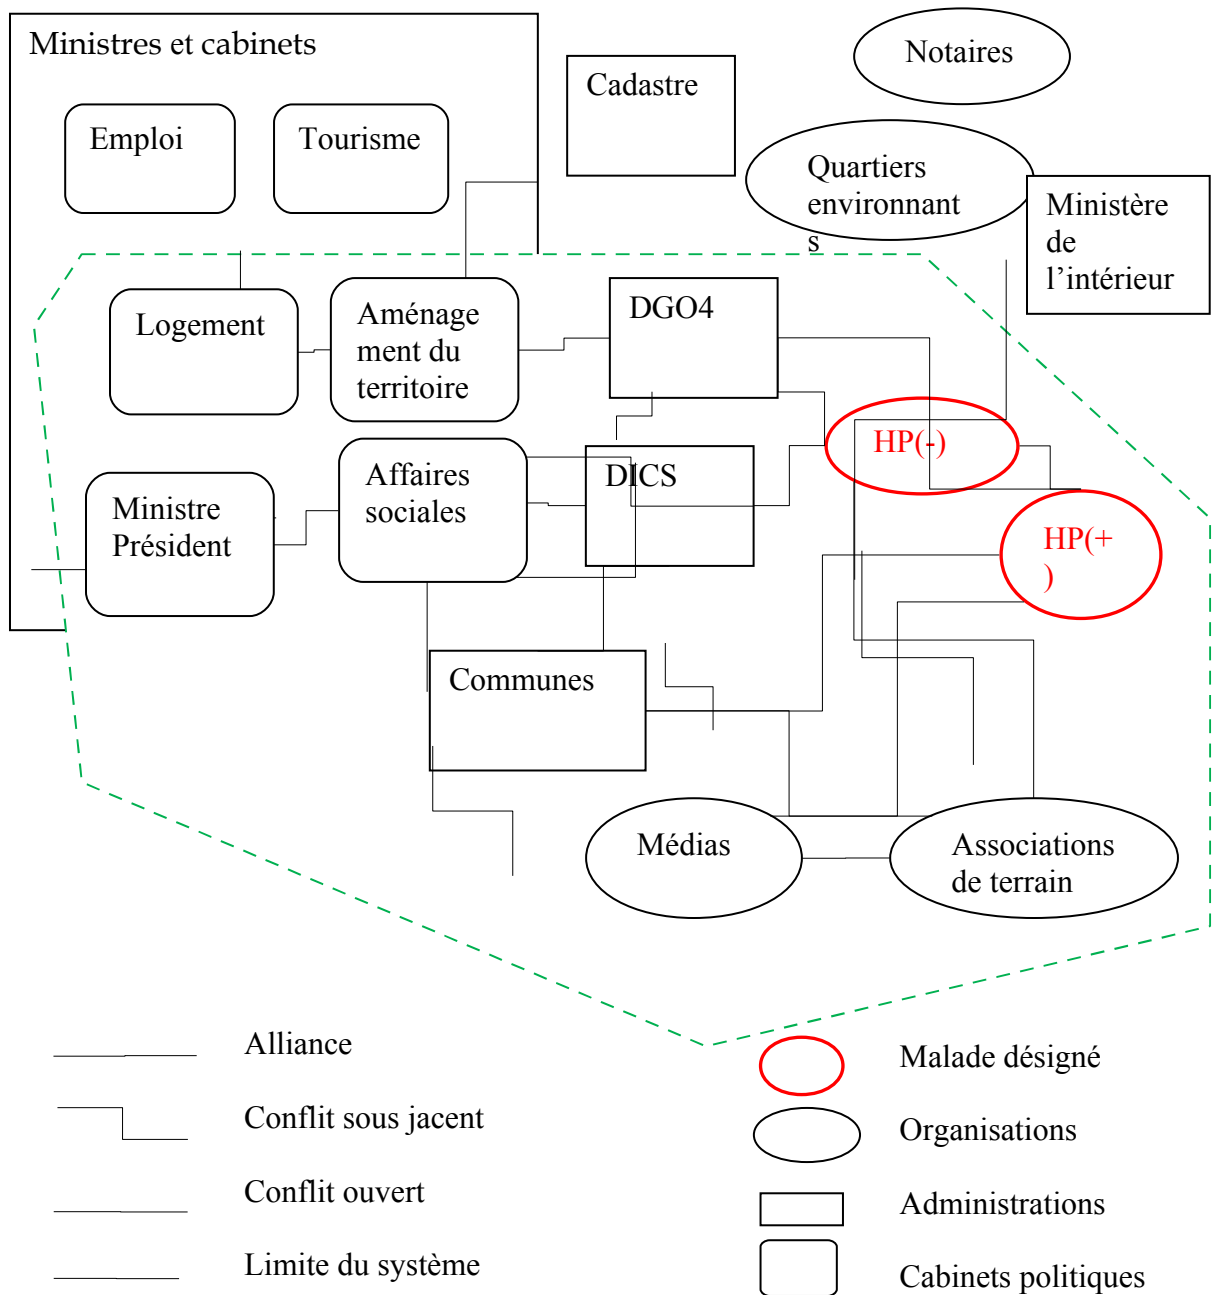 Ministres et cabinets
Notaires
Cadastre
Emploi
Tourisme
Quartiers
environnant
s
Ministère
de
l'intérieur
Logement
Aménage
ment du
territoire
DGO4
HP(-)
Affaires
sociales
DICS
Ministre
Président
HP(+
)
Communes
Médias
Associations
de terrain
Alliance
Conflit sous jacent
Conflit ouvert
Limite du système
Malade désigné
Organisations
Administrations
Cabinets politiques